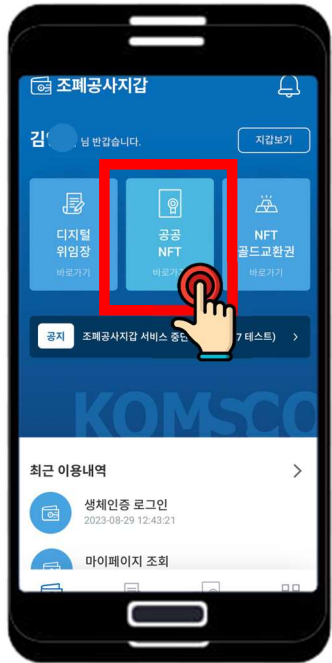 조폐공사지갑
김 님 반갑습니다.
지갑보기
디지털
위임장
바로가기
공공
NFT
바로가
NFT
골드교환권
바로가기
공지 조폐공사지갑 서비스 중단 7 테스트)
KOMSCO
최근 이용내역
생체인증 로그인
2023-08-29 12:43:21
마이페이지 조회